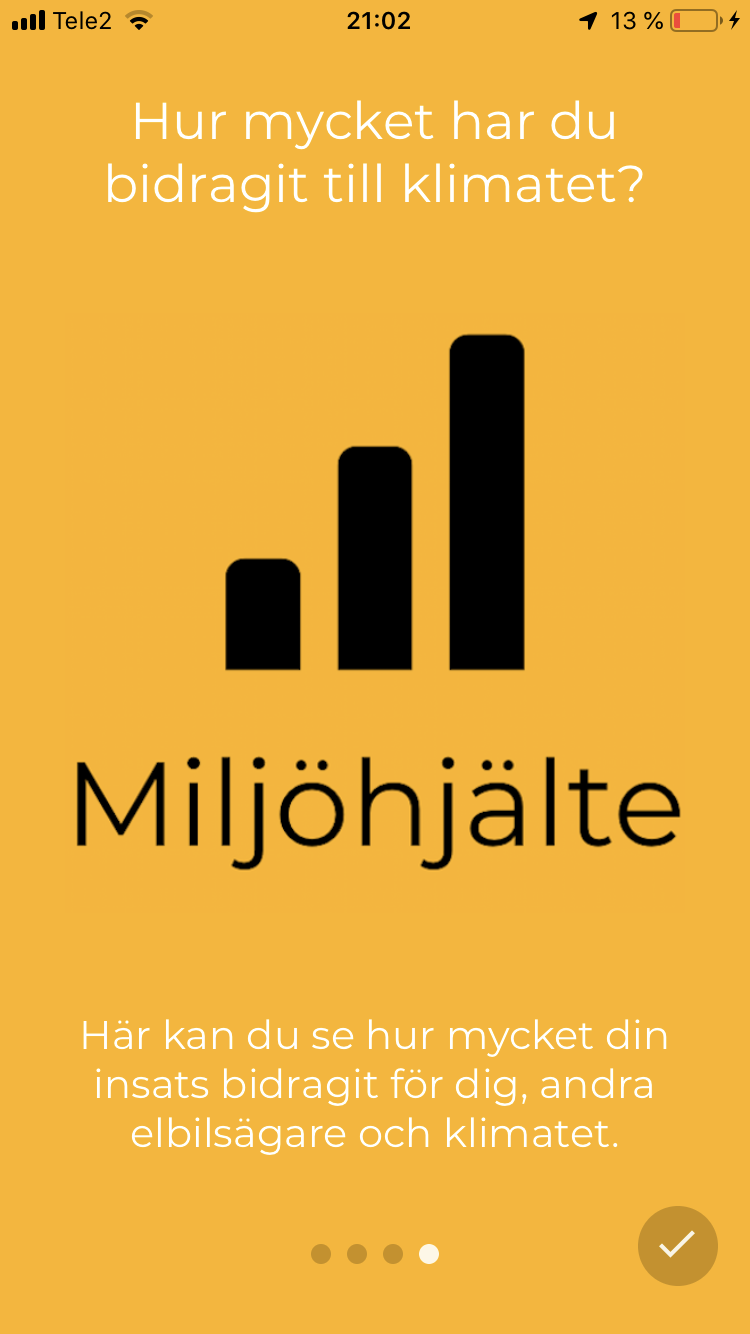 Tele2 21:02 13 %
Hur mycket har du
bidragit till klimatet?
Miljöhjälte
Här kan du se hur mycket din
insats bidragit för dig, andra
elbilsägare och klimatet.